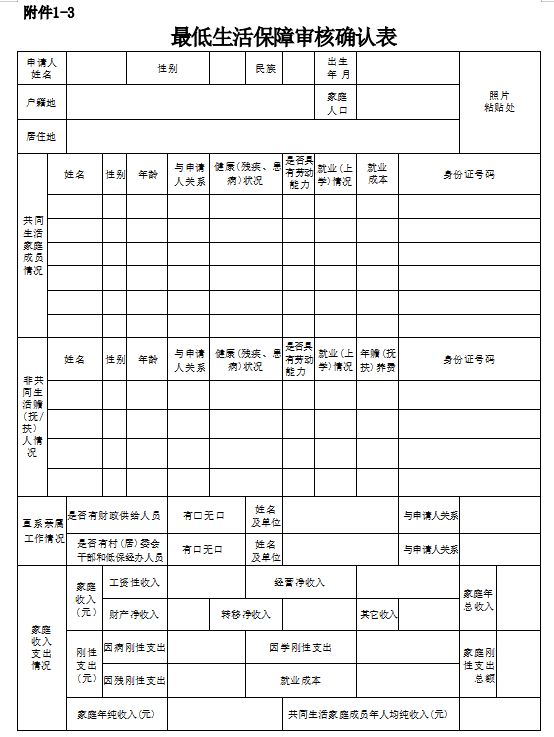 附件1-3
最低生活保障审核确认表
申请人 出生
姓名 性别 民族 年 月 照片
户籍地 家庭 粘贴处
人口
居住地
姓名 性别 年龄 与申请 健康(残疾、患 是否具 就业(上 就业 身份证号码
人关系 病)状况 有劳动 学)情况 成本
能力
共同
生活
家庭
成员
情况
姓名 性别 年龄 与申请 健康(残疾、患 是否具 就业(上 年赡(抚 身份证号码
人关系 病)状况 有劳动 学)情况 扶)养费
能力
非共
同生
活赡
(抚/
扶)
人情
况
直系亲属 是否有财政供给人员 有口无口 姓名 与申请人关系
工作情况 及单位
是否有村(居)委会 有口无口 姓名 与申请人关系
干部和低保经办人员 及单位
家庭 工资性收入 经营净收入 家庭年
收入 总收入
(元) 财产净收入 转移净收入 其它收入
家庭
收入
支出
情况
刚性 因病刚性支出 因学刚性支出 家庭刚
支出 性支出
(元) 因残刚性支出 就业成本 总额
家庭年纯收入(元) 共同生活家庭成员年人均纯收入(元)